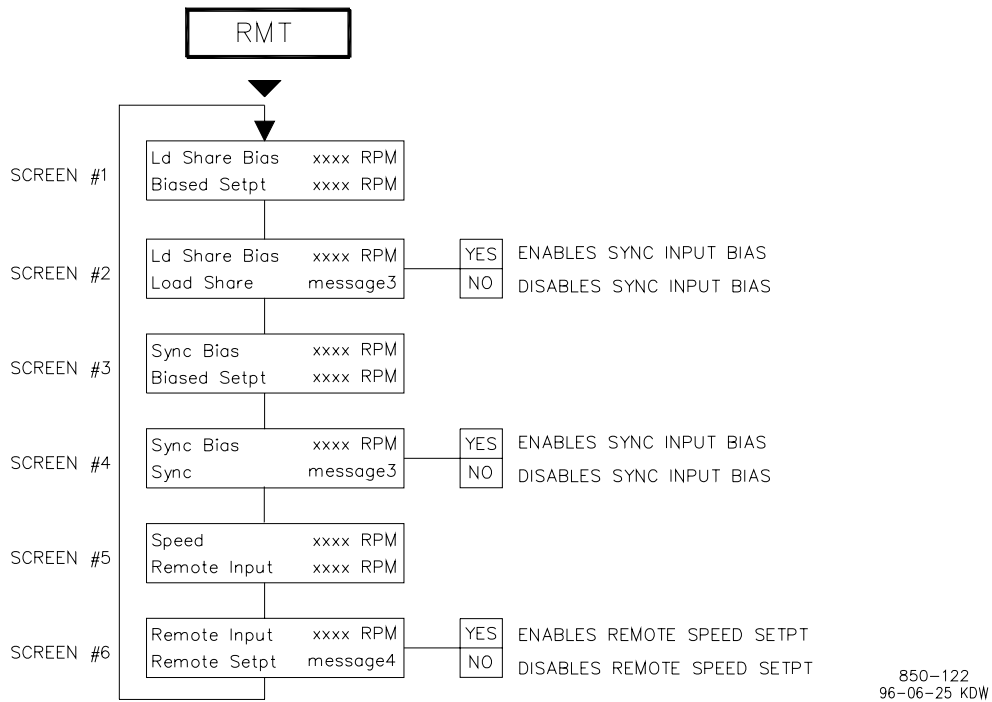 RMT
SCREEN #1
Ld Share Bias xxxx RPM
Biased Setpt xxxx RPM
SCREEN #2
Ld Share Bias xxxx RPM
Load Share message3
YES ENABLES SYNC INPUT BIAS
NO DISABLES SYNC INPUT BIAS
SCREEN #3
Sync Bias xxxx RPM
Biased Setpt xxxx RPM
SCREEN #4
Sync Bias xxxx RPM
Sync message3
YES ENABLES SYNC INPUT BIAS
NO DISABLES SYNC INPUT BIAS
SCREEN #5
Speed xxxx RPM
Remote Input xxxx RPM
SCREEN #6
Remote Input xxxx RPM
Remote Setpt message4
YES ENABLES REMOTE SPEED SETPT
NO DISABLES REMOTE SPEED SETPT
850-122
96-06-25 KDW